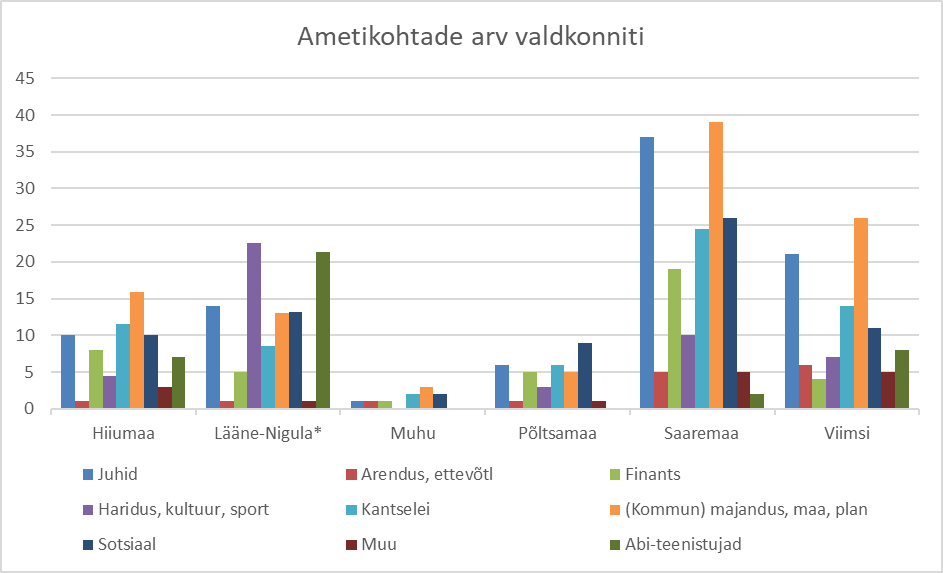 Ametikohtade arv valdkonniti
45
40
35
30
25
20
15
10
5
0
Hiiumaa Lääne-Nigula* Muhu Põltsamaa Saaremaa Viimsi
Juhid Arendus, ettevõtl Finants
Haridus, kultuur, sport Kantselei (Kommun) majandus, maa, plan
Sotsiaal Muu Abi-teenistujad